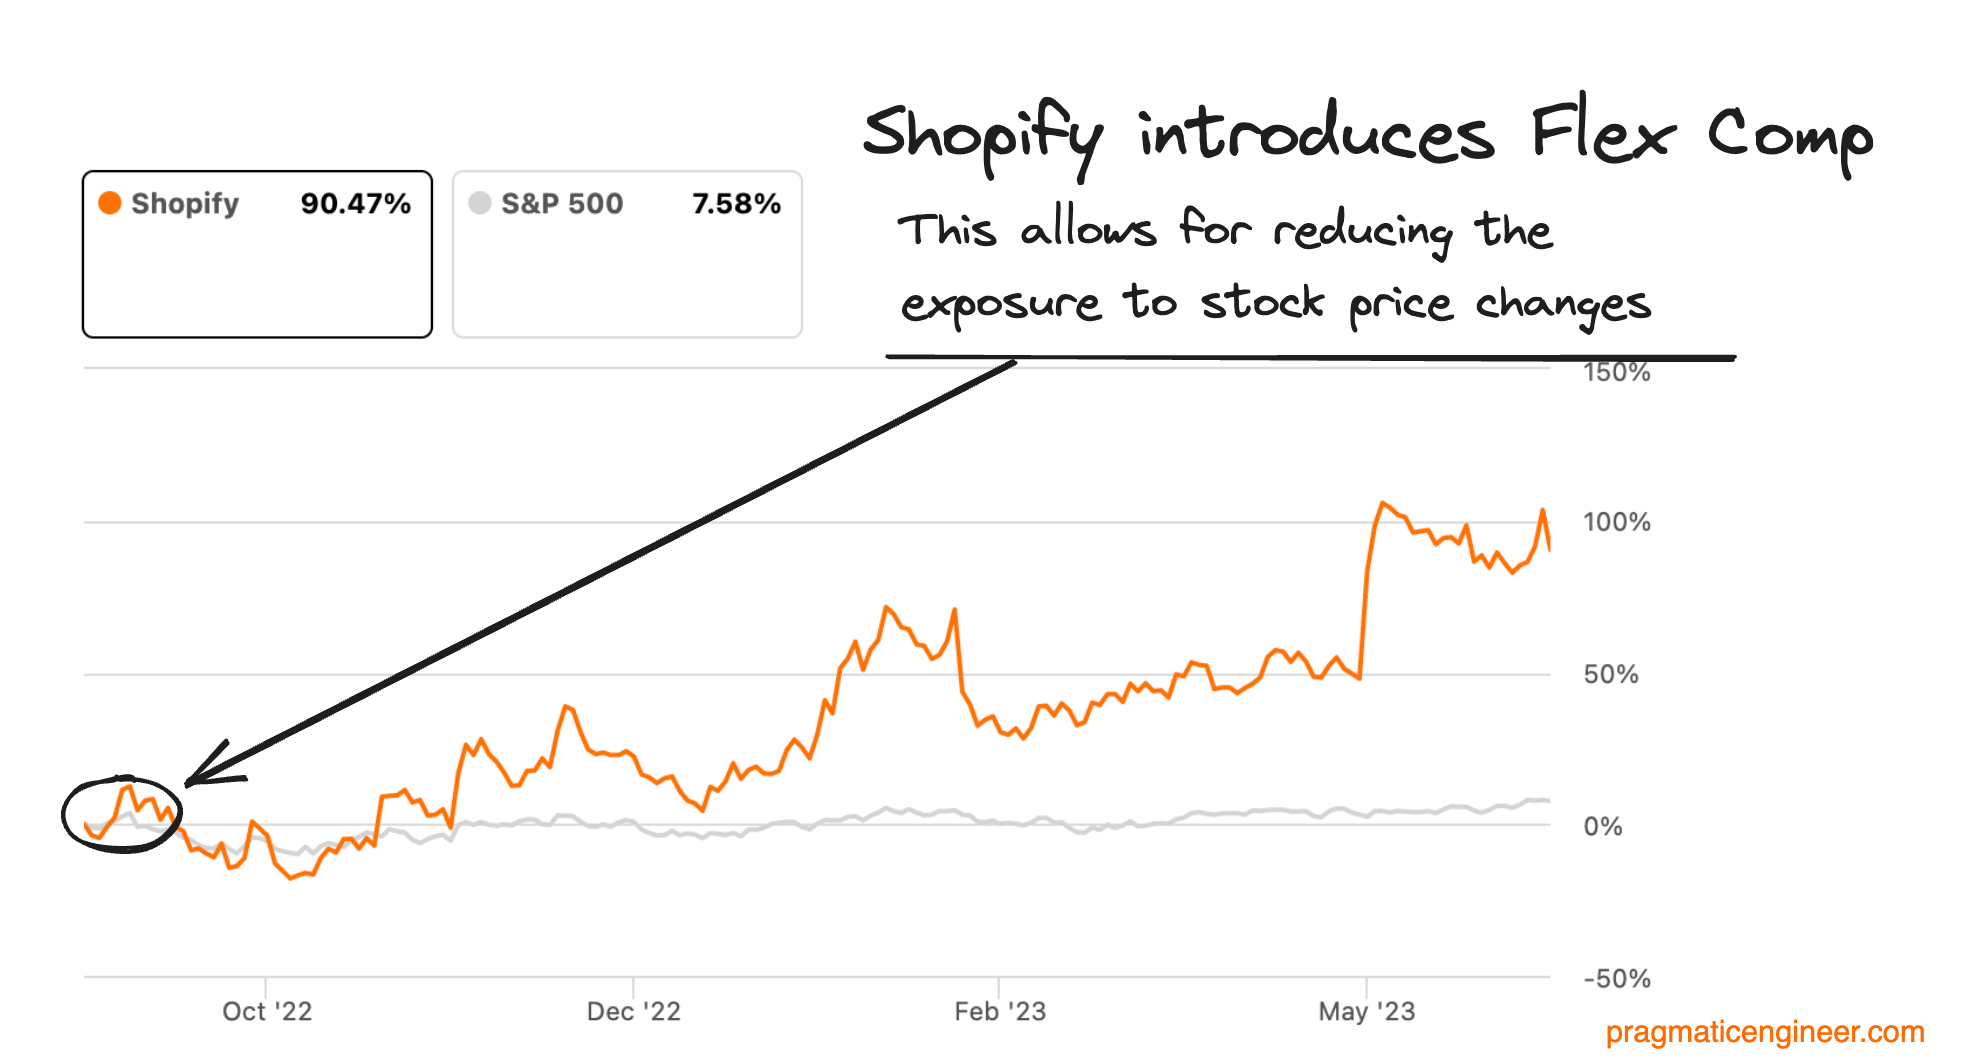 Shopify introduces Flex Comp
This allows for reducing the
exposure to stock price changes
Shopify 90.47%
S&P 500 7.58%
150%
100%
50%
0%
-50%
Oct '22
Dec '22
Feb '23
May '23
pragmaticengineer.com